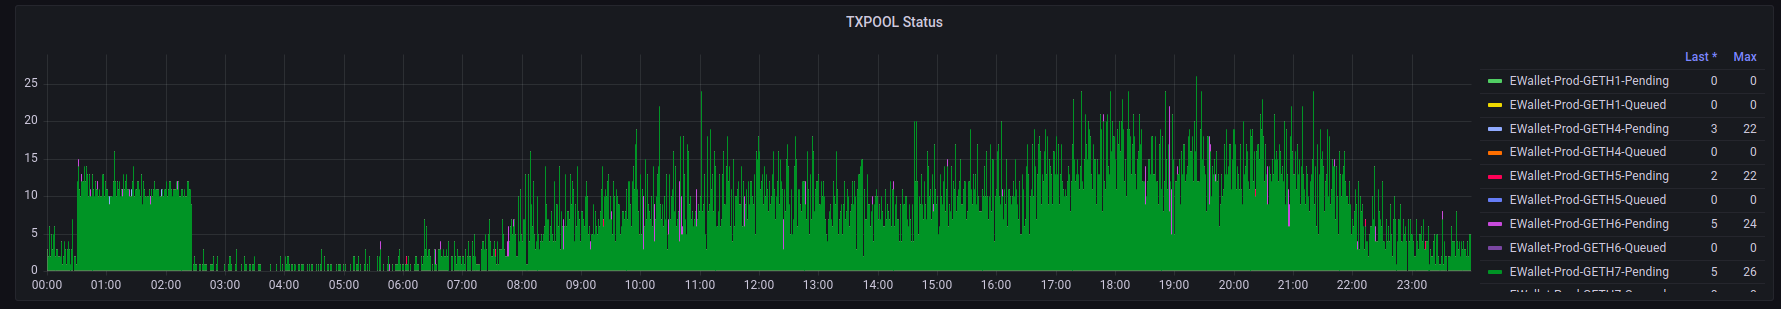 TXPOOL Status
Last * Max
25
20
15
10
5
0
EWallet-Prod-GETH1-Pending 0 0
EWallet-Prod-GETH1-Queued 0 0
EWallet-Prod-GETH4-Pending 3 22
EWallet-Prod-GETH4-Queued 0 0
EWallet-Prod-GETH5-Pending 2 22
EWallet-Prod-GETH5-Queued 0 0
EWallet-Prod-GETH6-Pending 5 24
EWallet-Prod-GETH6-Queued 0 0
EWallet-Prod-GETH7-Pending 5 26
00:00 01:00 02:00 03:00 04:00 05:00 06:00 07:00 08:00 09:00 10:00 11:00 12:00 13:00 14:00 15:00 16:00 17:00 18:00 19:00 20:00 21:00 22:00 23:00